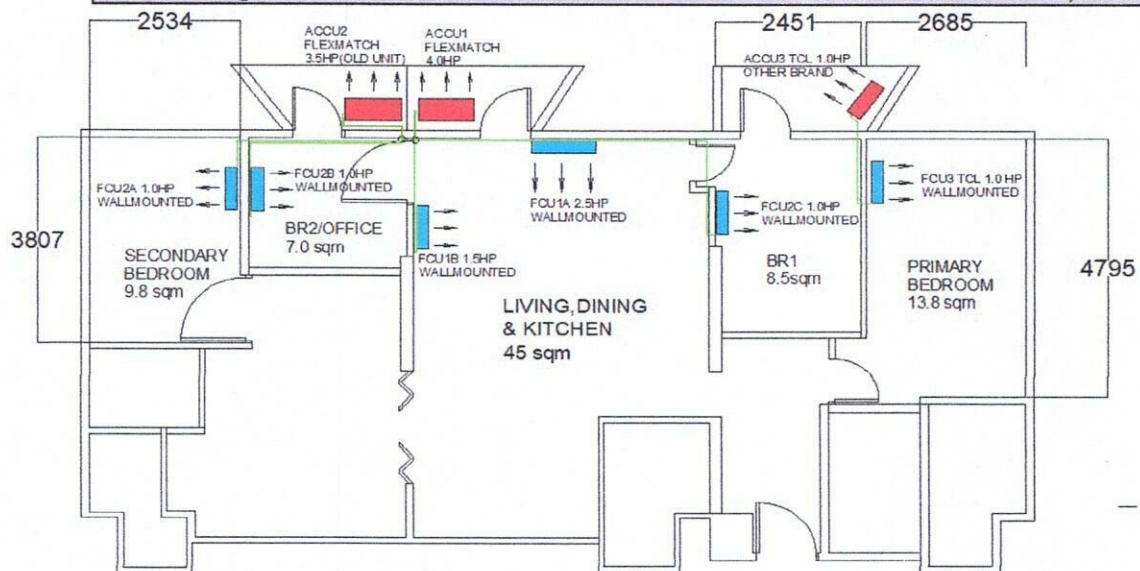 2534
ACCU2
FLEXMATCH
3.5HP(OLD UNIT)
ACCU1
FLEXMATCH
4.0HP
2451
2685
ACCU3 TCL 1.0HP
OTHER BRAND
FCU2A 1.0HP
WALLMOUNTED
FCU2B 1.0HP
WALLMOUNTED
FCU1A 2.5HP
WALLMOUNTED
FCU2C 1.0HP
WALLMOUNTED
FCU3 TCL 1.0 HP
WALLMOUNTED
3807
BR2/OFFICE
7.0 sqm
SECONDARY
BEDROOM
9.8 sqm
FCU1B 1.5HP
WALLMOUNTED
BR1
8.5sqm
PRIMARY
BEDROOM
13.8 sqm
4795
LIVING,DINING
& KITCHEN
45 sqm